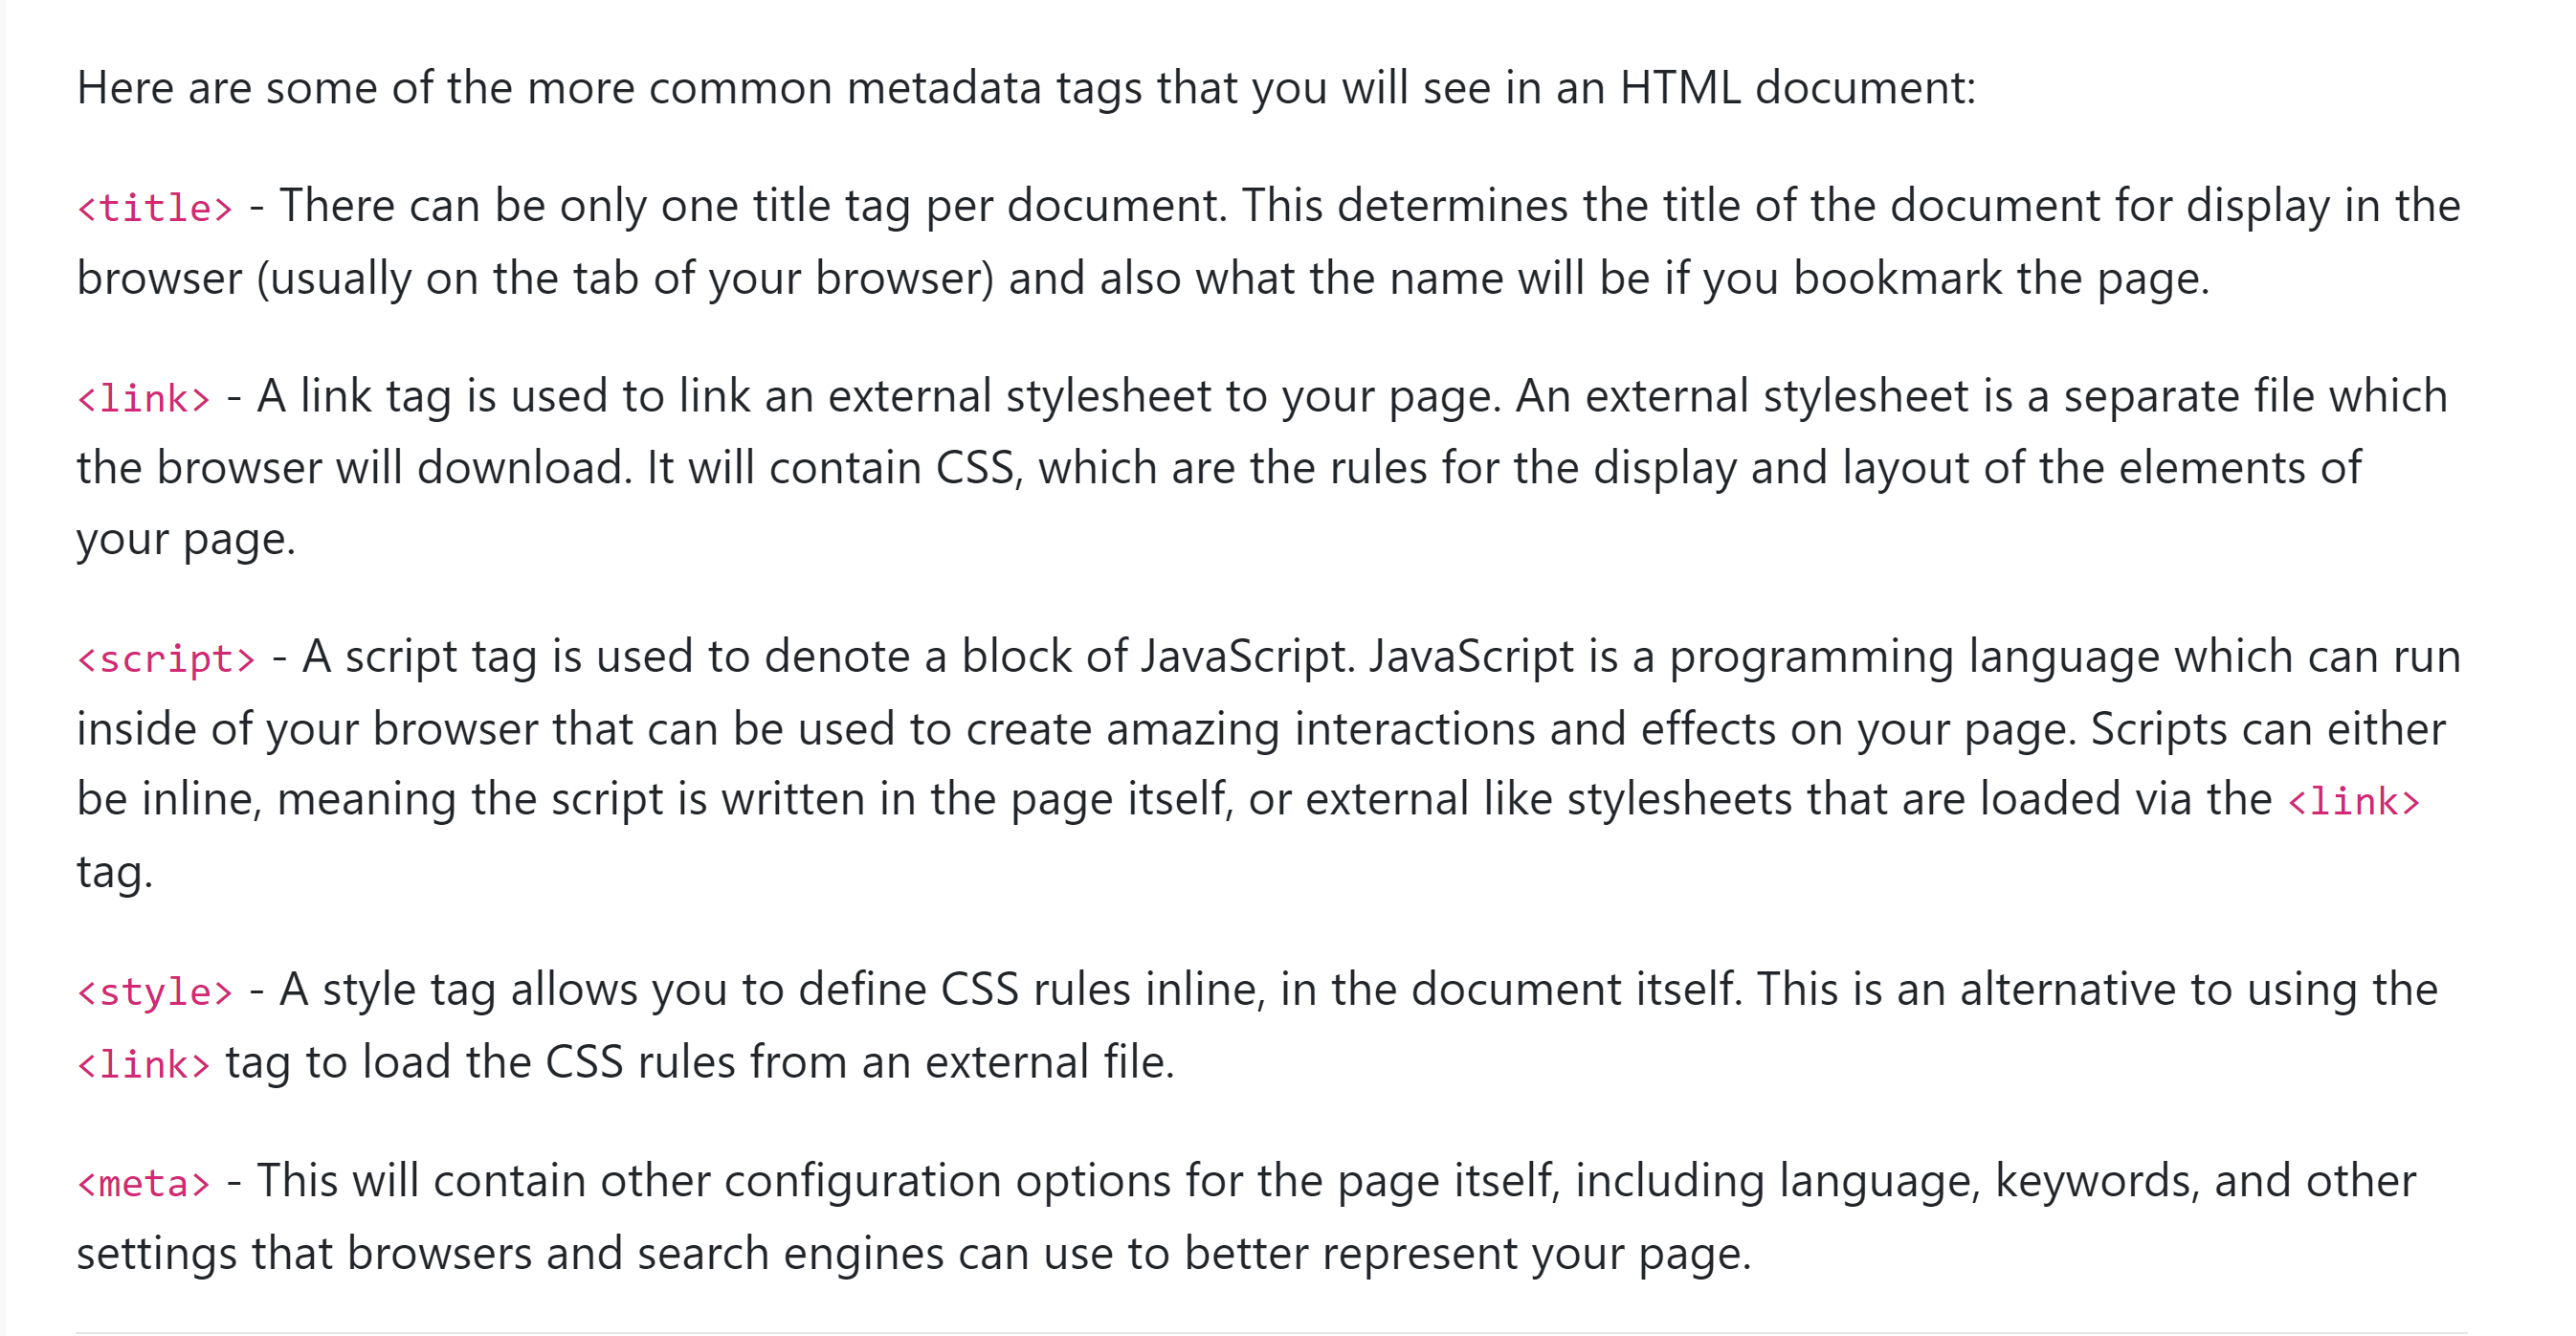 Here are some of the more common metadata tags that you will see in an HTML document:
<title> - There can be only one title tag per document. This determines the title of the document for display in the
browser (usually on the tab of your browser) and also what the name will be if you bookmark the page.
<link> - A link tag is used to link an external stylesheet to your page. An external stylesheet is a separate file which
the browser will download. It will contain CSS, which are the rules for the display and layout of the elements of
your page.
<script> - A script tag is used to denote a block of JavaScript. JavaScript is a programming language which can run
inside of your browser that can be used to create amazing interactions and effects on your page. Scripts can either
be inline, meaning the script is written in the page itself, or external like stylesheets that are loaded via the <link>
tag.
<style> - A style tag allows you to define CSS rules inline, in the document itself. This is an alternative to using the
<link> tag to load the CSS rules from an external file.
<meta> - This will contain other configuration options for the page itself, including language, keywords, and other
settings that browsers and search engines can use to better represent your page.